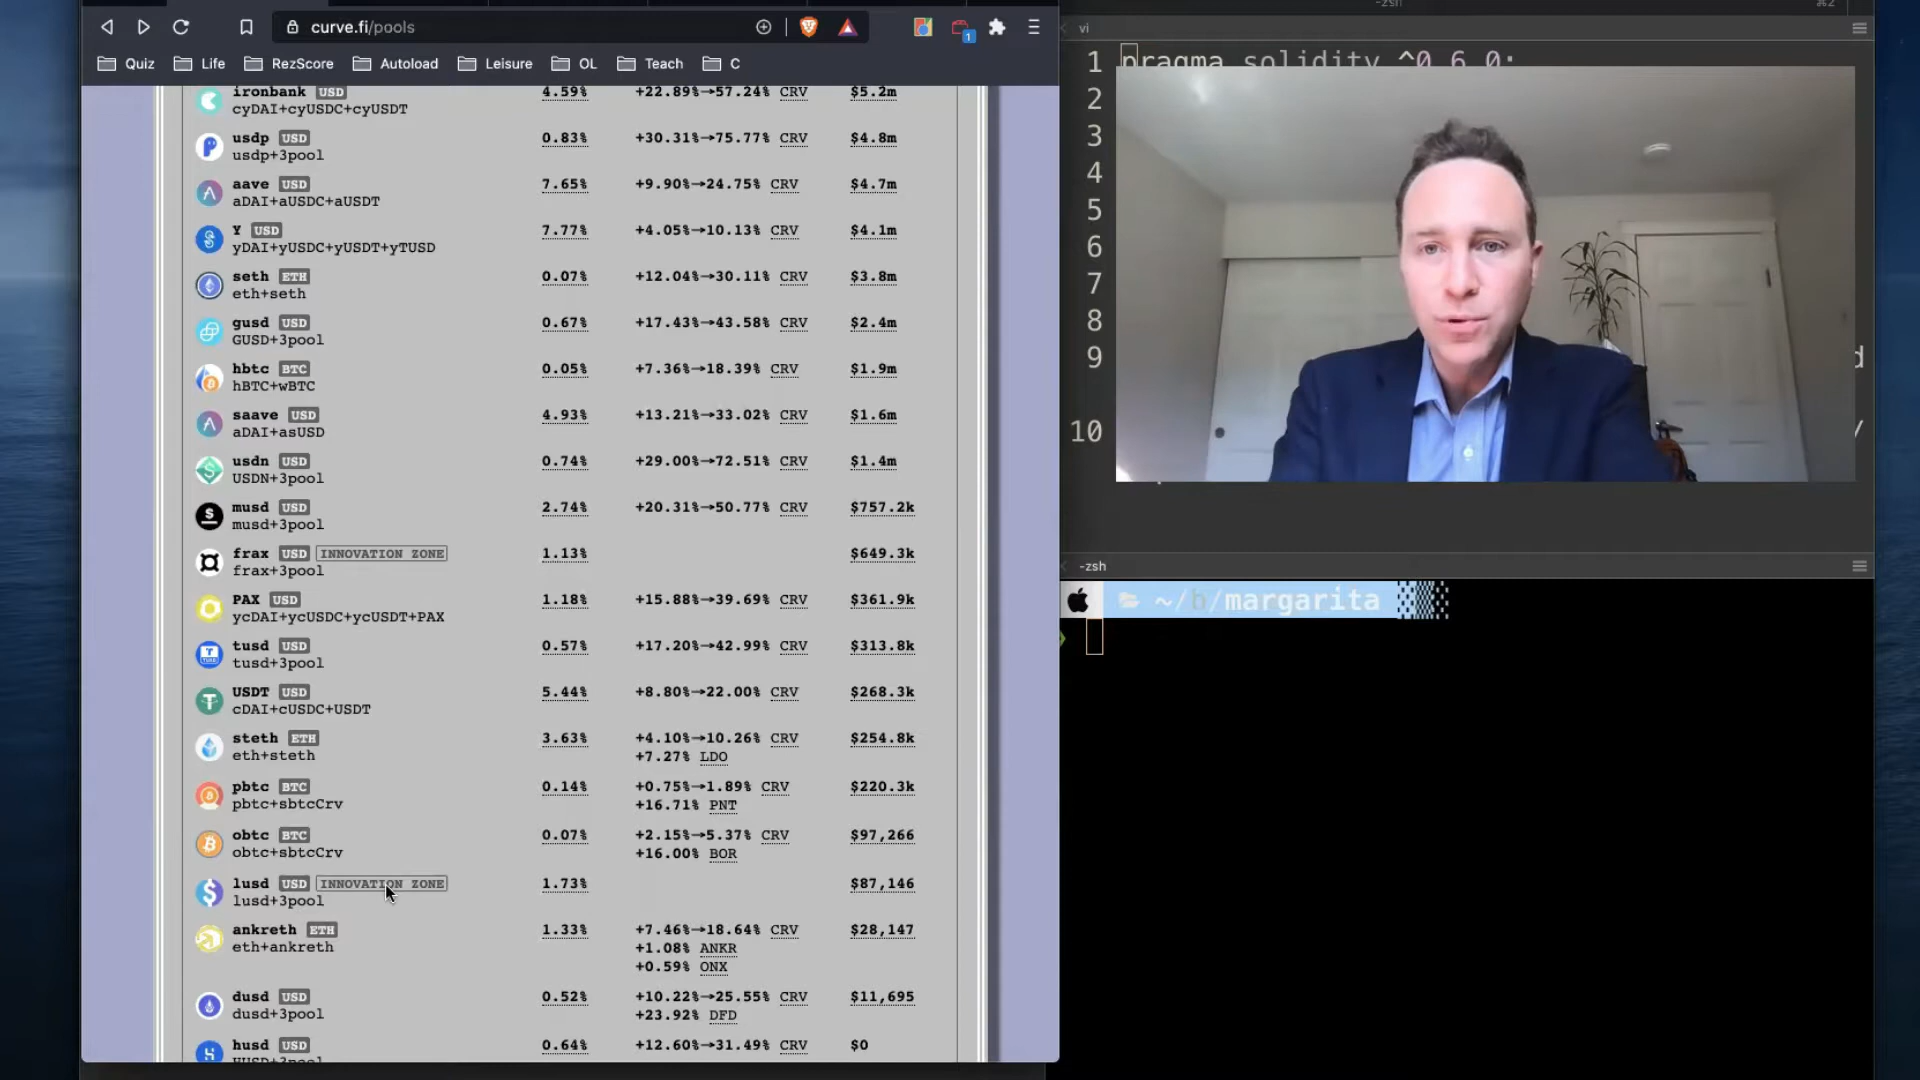 -zsh
⌘2
curve.fi/pools
1
Quiz
Life
RezScore
Autoload
Leisure
OL
Teach
C
ironbank USD 4.59% +22.89%→57.24% CRV $5.2m
cyDAI+cyUSDC+cyUSDT
usdp USD 0.83% +30.31%→75.77% CRV $4.8m
usdp+3pool
aave USD 7.65% +9.90%→24.75% CRV $4.7m
aDAI+aUSDC+aUSDT
Y USD 7.77% +4.05%→10.13% CRV $4.1m
yDAI+yUSDC+yUSDT+yTUSD
seth ETH 0.07% +12.04%→30.11% CRV $3.8m
eth+seth
gusd USD 0.67% +17.43%→43.58% CRV $2.4m
GUSD+3pool
hbtc BTC 0.05% +7.36%→18.39% CRV $1.9m
hBTC+wBTC
saave USD 4.93% +13.21%→33.02% CRV $1.6m
aDAI+asUSD
usdn USD 0.74% +29.00%→72.51% CRV $1.4m
USDN+3pool
musd USD 2.74% +20.31%→50.77% CRV $757.2k
musd+3pool
frax USD INNOVATION ZONE 1.13% $649.3k
frax+3pool
PAX USD 1.18% +15.88%→39.69% CRV $361.9k
ycDAI+ycUSDC+ycUSDT+PAX
tusd USD 0.57% +17.20%→42.99% CRV $313.8k
tusd+3pool
USDT USD 5.44% +8.80%→22.00% CRV $268.3k
cDAI+cUSDC+USDT
steth ETH 3.63% +4.10%→10.26% CRV $254.8k
eth+steth +7.27% LDO
pbtc BTC 0.14% +0.75%→1.89% CRV $220.3k
pbtc+sbtcCrv +16.71% PNT
obtc BTC 0.07% +2.15%→5.37% CRV $97,266
obtc+sbtcCrv +16.00% BOR
lusd USD INNOVATION ZONE 1.73% $87,146
lusd+3pool
ankreth ETH 1.33% +7.46%→18.64% CRV $28,147
eth+ankreth +1.08% ANKR
+0.59% ONX
dusd USD 0.52% +10.22%→25.55% CRV $11,695
dusd+3pool +23.92% DFD
husd USD 0.64% +12.60%→31.49% CRV $0
HUSD+3pool
vi
1 pragma solidity ^0.6.0;
2
3
4
5
6
7
8
9 d
10 /
-zsh
~/b/margarita